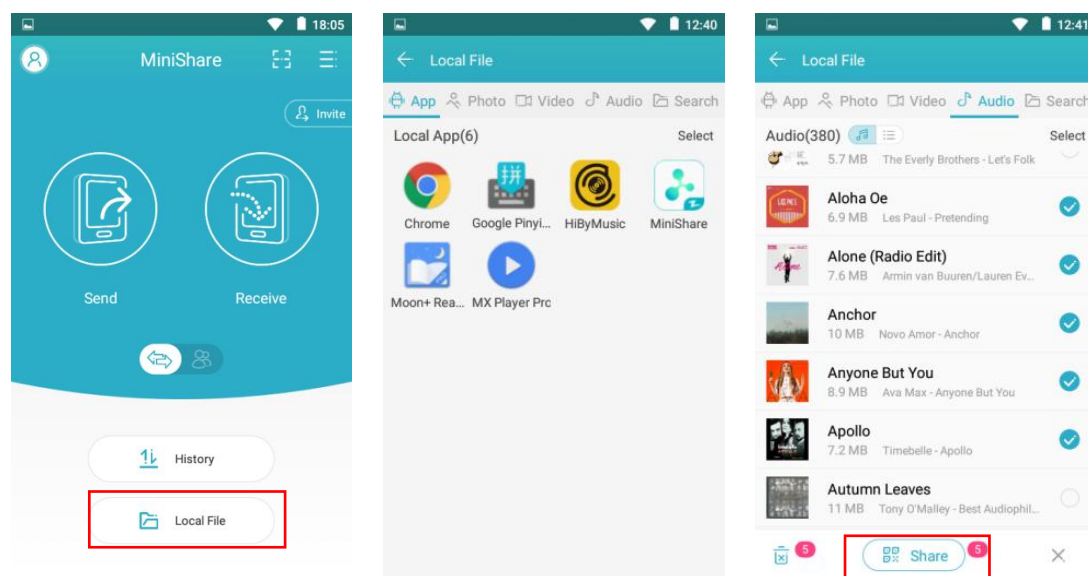 18:05
MiniShare
Invite
Send
Receive
History
Local File
12:40
Local File
App Photo Video Audio Search
Local App(6) Select
Chrome Google Pinyi... HiByMusic MiniShare
Moon+ Rea... MX Player Pro
12:41
Local File
App Photo Video Audio Search
Audio(380) Select
5.7 MB The Everly Brothers - Let's Folk
Aloha Oe
6.9 MB Les Paul - Pretending
Alone (Radio Edit)
7.6 MB Armin van Buuren/Lauren Ev...
Anchor
10 MB Novo Amor - Anchor
Anyone But You
8.9 MB Ava Max - Anyone But You
Apollo
7.2 MB Timebelle - Apollo
Autumn Leaves
11 MB Tony O'Malley - Best Audiophil...
5 Share 5